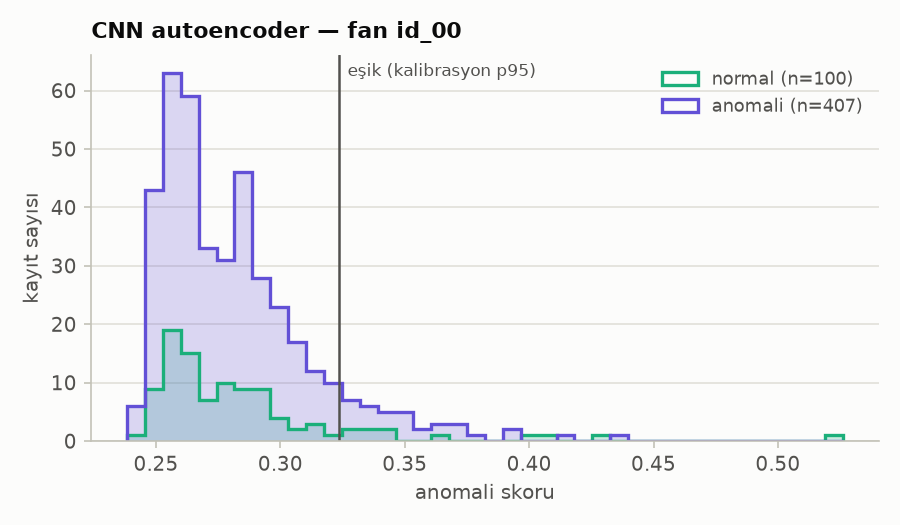 CNN autoencoder — fan id_00
eşik (kalibrasyon p95)
normal (n=100)
anomali (n=407)
kayıt sayısı
60
50
40
30
20
10
0
0.25 0.30 0.35 0.40 0.45 0.50
anomali skoru